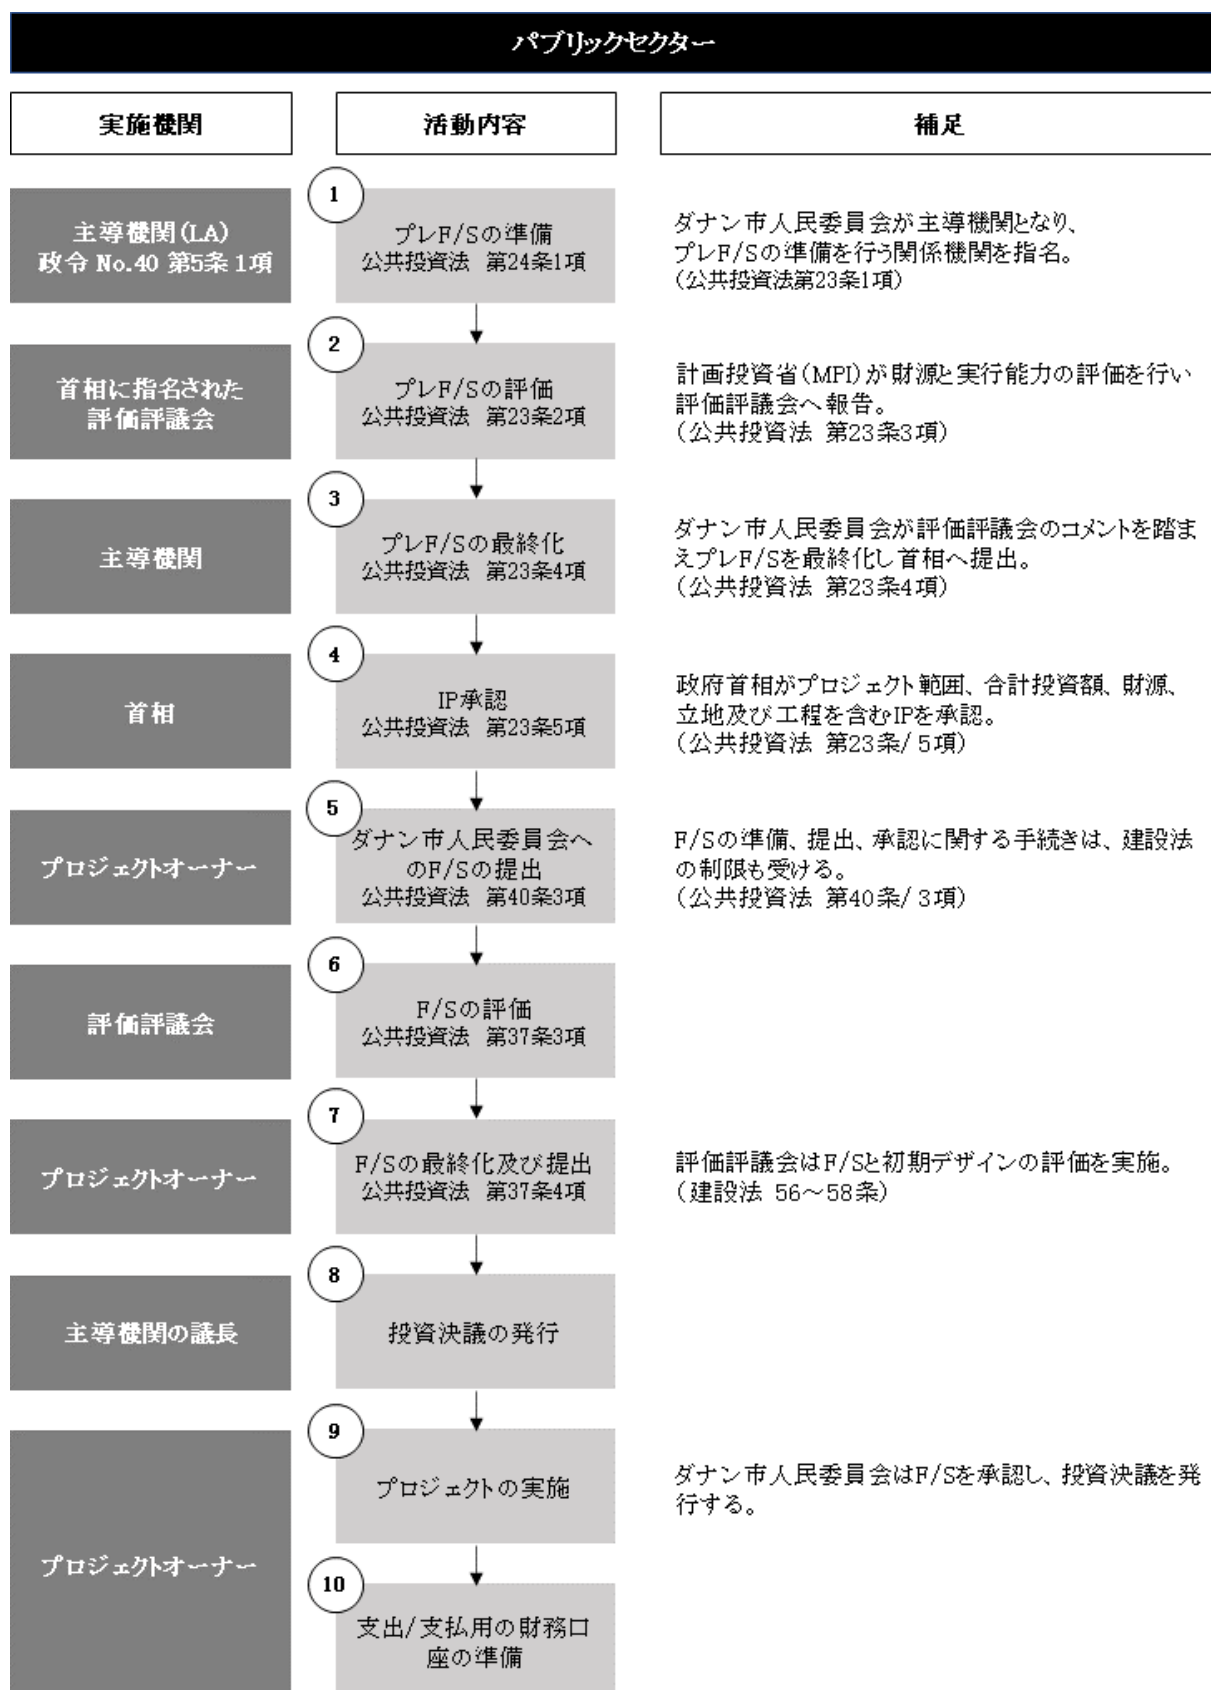 パブリックセクター
実施機関
活動内容
補足
主導機関(LA)
政令 No.40 第5条 1項
1
プレF/Sの準備
公共投資法 第24条1項
ダナン市人民委員会が主導機関となり、
プレF/Sの準備を行う関係機関を指名。
(公共投資法第23条1項)
首相に指名された
評価評議会
2
プレF/Sの評価
公共投資法 第23条2項
計画投資省(MPI)が財源と実行能力の評価を行い
評価評議会へ報告。
(公共投資法 第23条3項)
主導機関
3
プレF/Sの最終化
公共投資法 第23条4項
ダナン市人民委員会が評価評議会のコメントを踏ま
えプレF/Sを最終化し首相へ提出。
(公共投資法 第23条4項)
首相
4
IP承認
公共投資法 第23条5項
政府首相がプロジェクト範囲、合計投資額、財源、
立地及び工程を含むIPを承認。
(公共投資法 第23条/ 5項)
プロジェクトオーナー
5
ダナン市人民委員会へ
のF/Sの提出
公共投資法 第40条3項
F/Sの準備、提出、承認に関する手続きは、建設法
の制限も受ける。
(公共投資法 第40条/ 3項)
評価評議会
6
F/Sの評価
公共投資法 第37条3項
プロジェクトオーナー
7
F/Sの最終化及び提出
公共投資法 第37条4項
評価評議会はF/Sと初期デザインの評価を実施。
(建設法 56～58条)
主導機関の議長
8
投資決議の発行
プロジェクトオーナー
9
プロジェクトの実施
ダナン市人民委員会はF/Sを承認し、投資決議を発
行する。
10
支出/支払用の財務口
座の準備